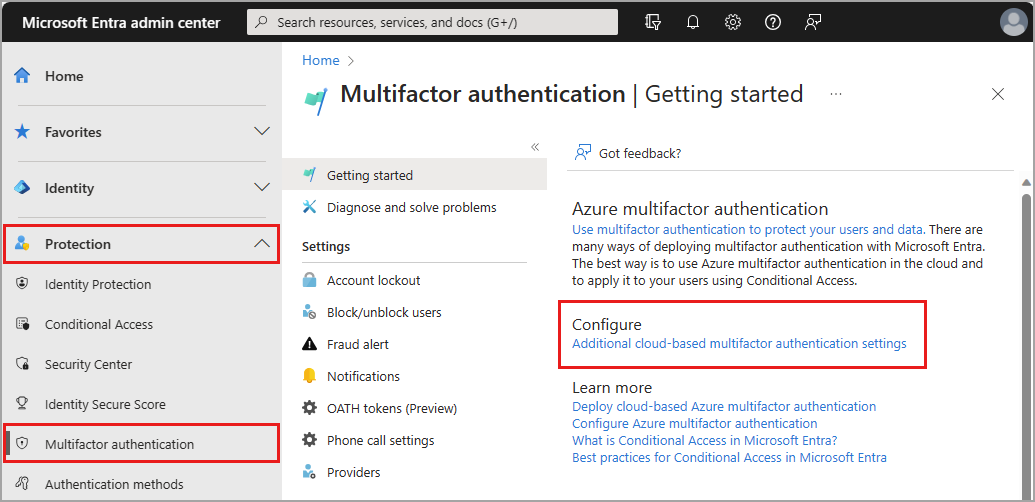 Microsoft Entra admin center
Search resources, services, and docs (G+/)
Home
Favorites
Identity
Protection
Identity Protection
Conditional Access
Security Center
Identity Secure Score
Multifactor authentication
Authentication methods
Home >
Multifactor authentication | Getting started ...
«
Getting started
Diagnose and solve problems
Settings
Account lockout
Block/unblock users
Fraud alert
Notifications
OATH tokens (Preview)
Phone call settings
Providers
Got feedback?
Azure multifactor authentication
Use multifactor authentication to protect your users and data. There are
many ways of deploying multifactor authentication with Microsoft Entra.
The best way is to use Azure multifactor authentication in the cloud and
to apply it to your users using Conditional Access.
Configure
Additional cloud-based multifactor authentication settings
Learn more
Deploy cloud-based Azure multifactor authentication
Configure Azure multifactor authentication
What is Conditional Access in Microsoft Entra?
Best practices for Conditional Access in Microsoft Entra